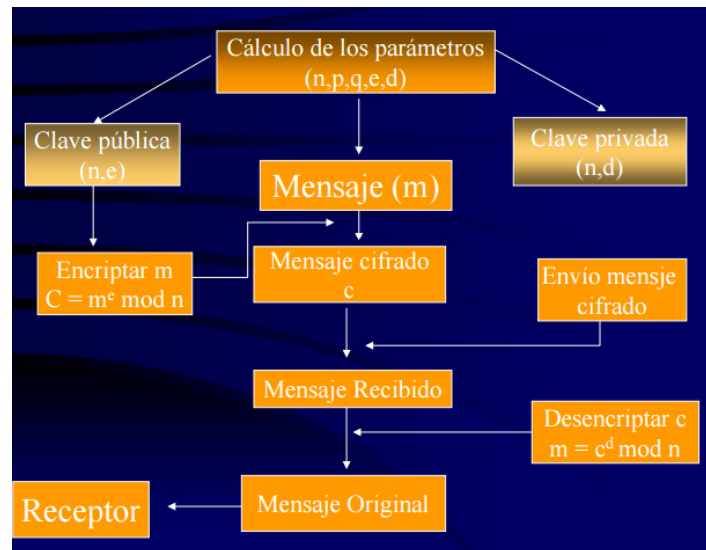 Cálculo de los parámetros
(n,p,q,e,d)
Clave pública
(n,e)
Clave privada
(n,d)
Mensaje (m)
Encriptar m
C = mᵉ mod n
Mensaje cifrado
c
Envío mensje
cifrado
Mensaje Recibido
Desencriptar c
m = cᵈ mod n
Mensaje Original
Receptor